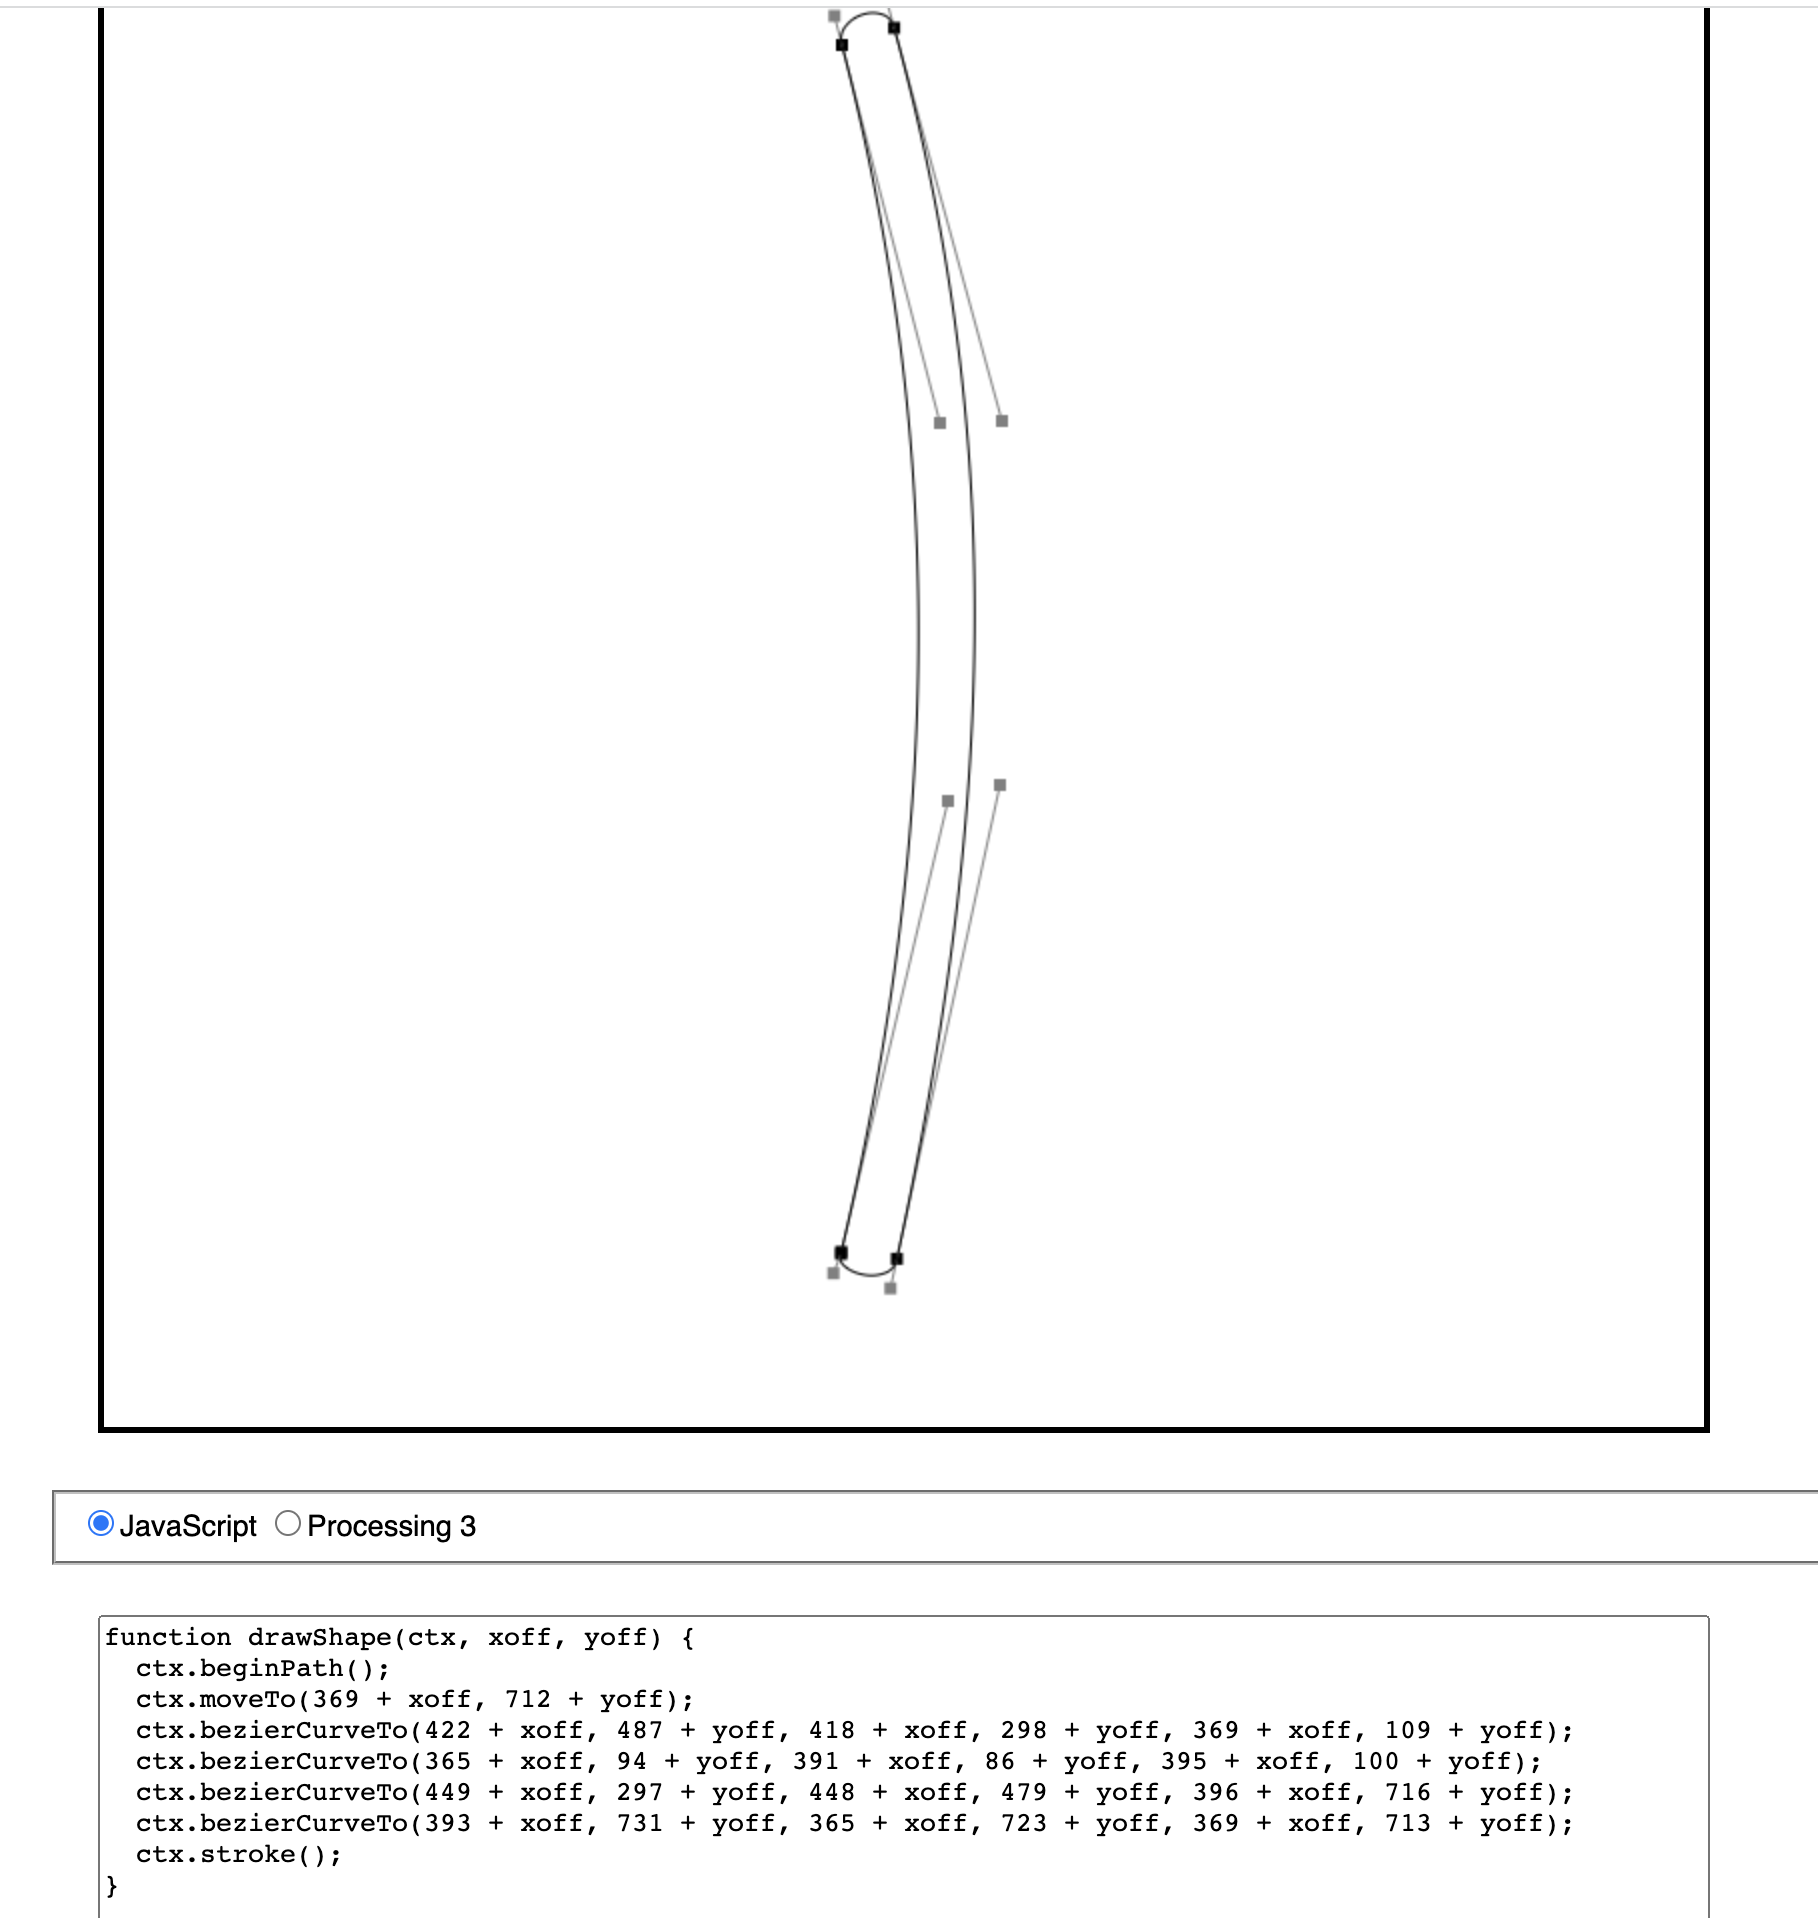 JavaScript Processing 3
function drawShape(ctx, xoff, yoff) {
  ctx.beginPath();
  ctx.moveTo(369 + xoff, 712 + yoff);
  ctx.bezierCurveTo(422 + xoff, 487 + yoff, 418 + xoff, 298 + yoff, 369 + xoff, 109 + yoff);
  ctx.bezierCurveTo(365 + xoff, 94 + yoff, 391 + xoff, 86 + yoff, 395 + xoff, 100 + yoff);
  ctx.bezierCurveTo(449 + xoff, 297 + yoff, 448 + xoff, 479 + yoff, 396 + xoff, 716 + yoff);
  ctx.bezierCurveTo(393 + xoff, 731 + yoff, 365 + xoff, 723 + yoff, 369 + xoff, 713 + yoff);
  ctx.stroke();
}